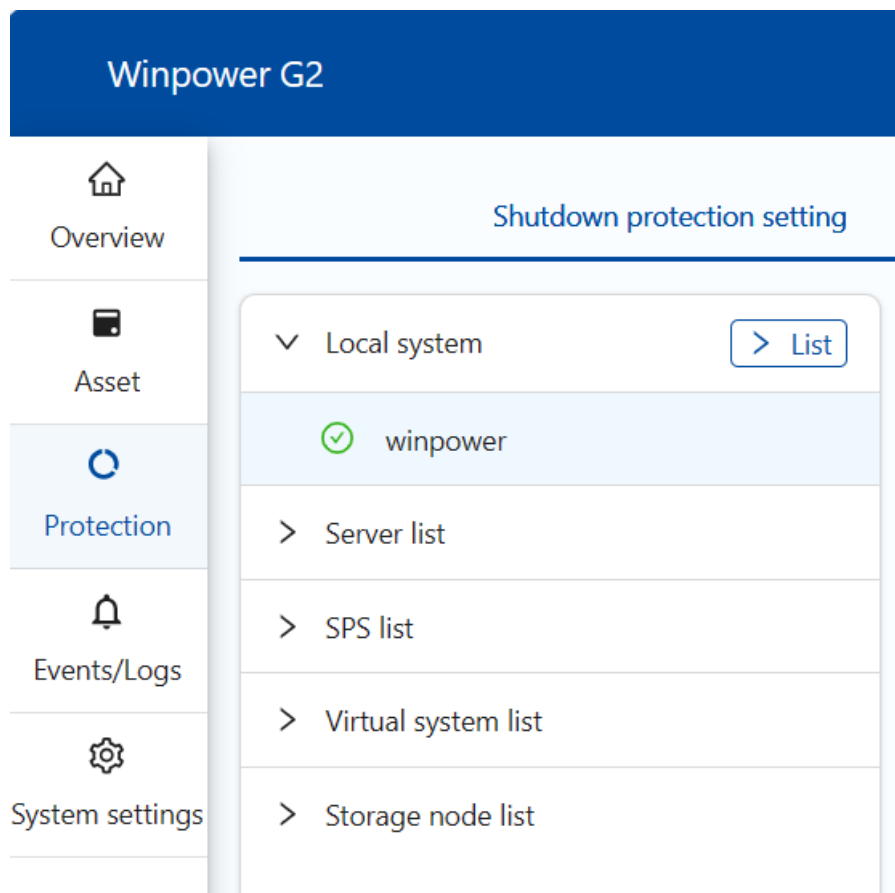 Winpower G2
Overview
Asset
Protection
Events/Logs
System settings
Shutdown protection setting
Local system
List
winpower
Server list
SPS list
Virtual system list
Storage node list